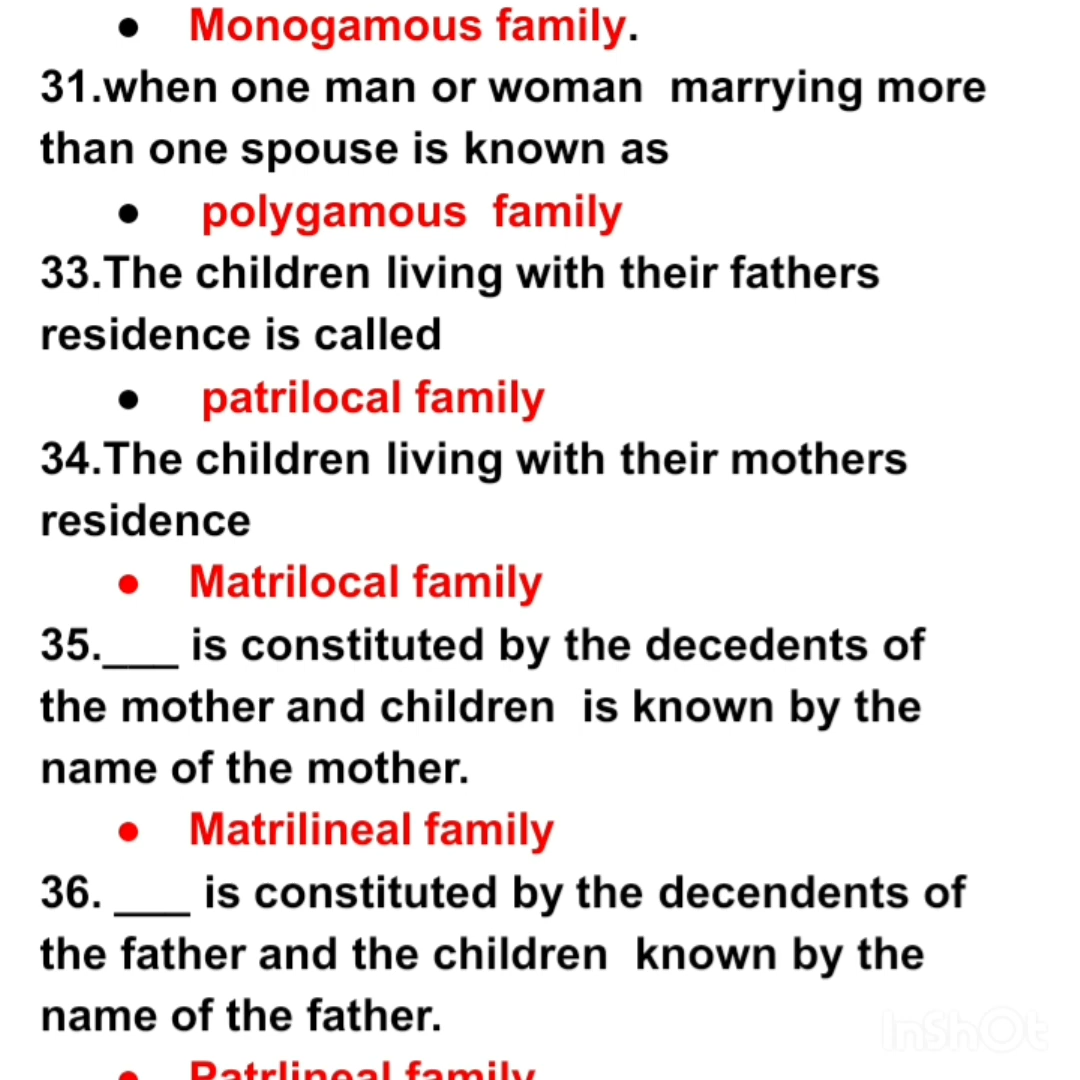 ● Monogamous family.
31.when one man or woman marrying more
than one spouse is known as
● polygamous family
33.The children living with their fathers
residence is called
● patrilocal family
34.The children living with their mothers
residence
● Matrilocal family
35.___ is constituted by the decedents of
the mother and children is known by the
name of the mother.
● Matrilineal family
36. ___ is constituted by the decendents of
the father and the children known by the
name of the father.
● Patrlineal family
InShOt